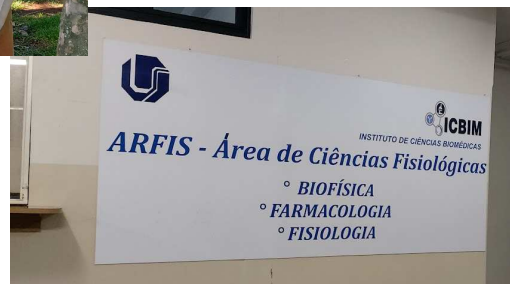 ICBIM
INSTITUTO DE CIÊNCIAS BIOMÉDICAS
ARFIS - Área de Ciências Fisiológicas
° BIOFÍSICA
° FARMACOLOGIA
° FISIOLOGIA